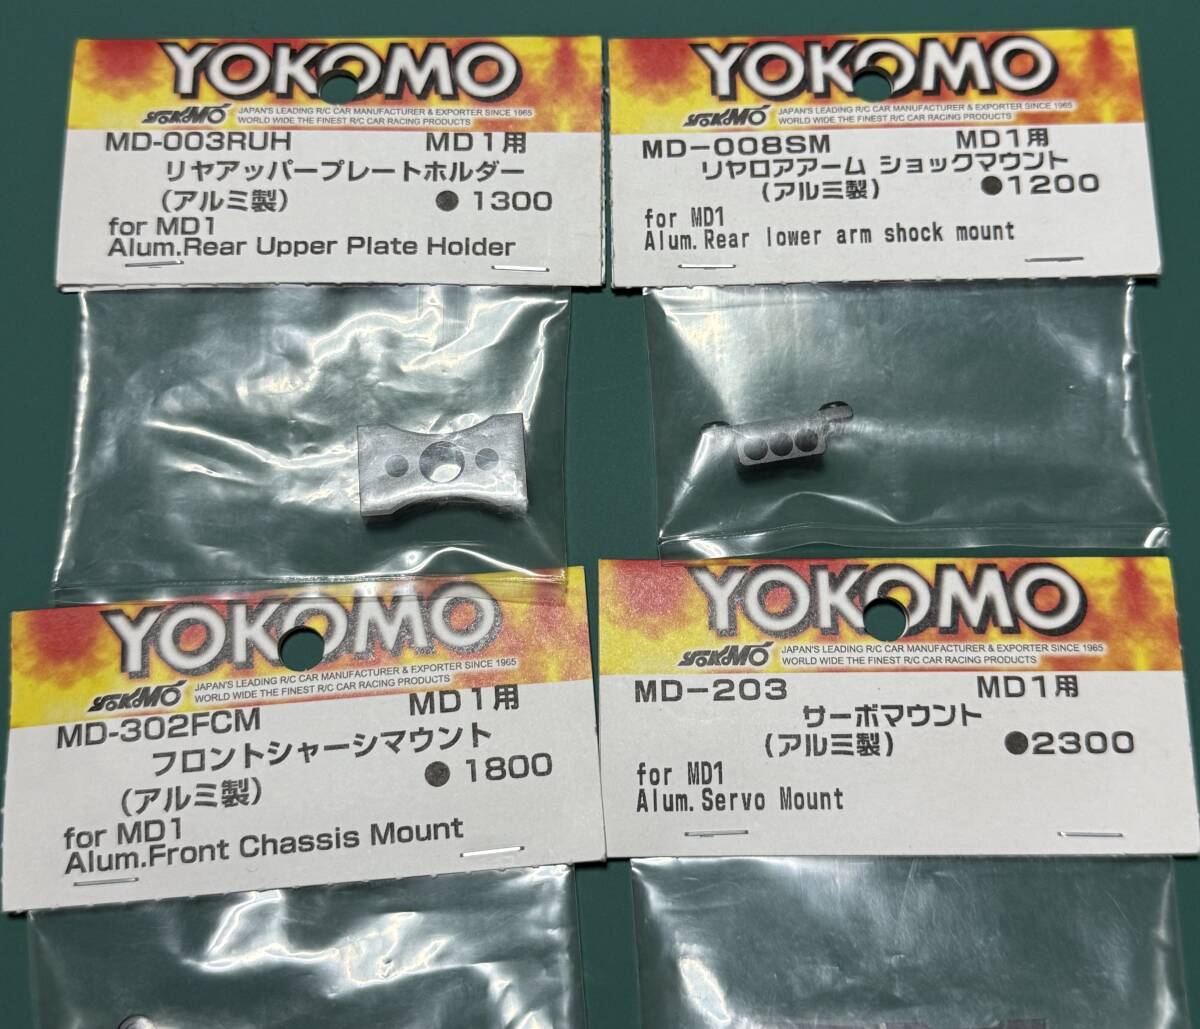 YOKOMO
YOKOMO JAPAN'S LEADING R/C CAR MANUFACTURER & EXPORTER SINCE 1965
WORLD WIDE THE FINEST R/C CAR RACING PRODUCTS
MD-003RUH MD1用
リヤアッパープレートホルダー
(アルミ製) ●1300
for MD1
Alum.Rear Upper Plate Holder
YOKOMO
YOKOMO JAPAN'S LEADING R/C CAR MANUFACTURER & EXPORTER SINCE 1965
WORLD WIDE THE FINEST R/C CAR RACING PRODUCTS
MD-008SM MD1用
リヤロアアーム ショックマウント
(アルミ製) ●1200
for MD1
Alum.Rear lower arm shock mount
YOKOMO
YOKOMO JAPAN'S LEADING R/C CAR MANUFACTURER & EXPORTER SINCE 1965
WORLD WIDE THE FINEST R/C CAR RACING PRODUCTS
MD-302FCM MD1用
フロントシャーシマウント
(アルミ製) ●1800
for MD1
Alum.Front Chassis Mount
YOKOMO
YOKOMO JAPAN'S LEADING R/C CAR MANUFACTURER & EXPORTER SINCE 1965
WORLD WIDE THE FINEST R/C CAR RACING PRODUCTS
MD-203 MD1用
サーボマウント
(アルミ製) ●2300
for MD1
Alum.Servo Mount